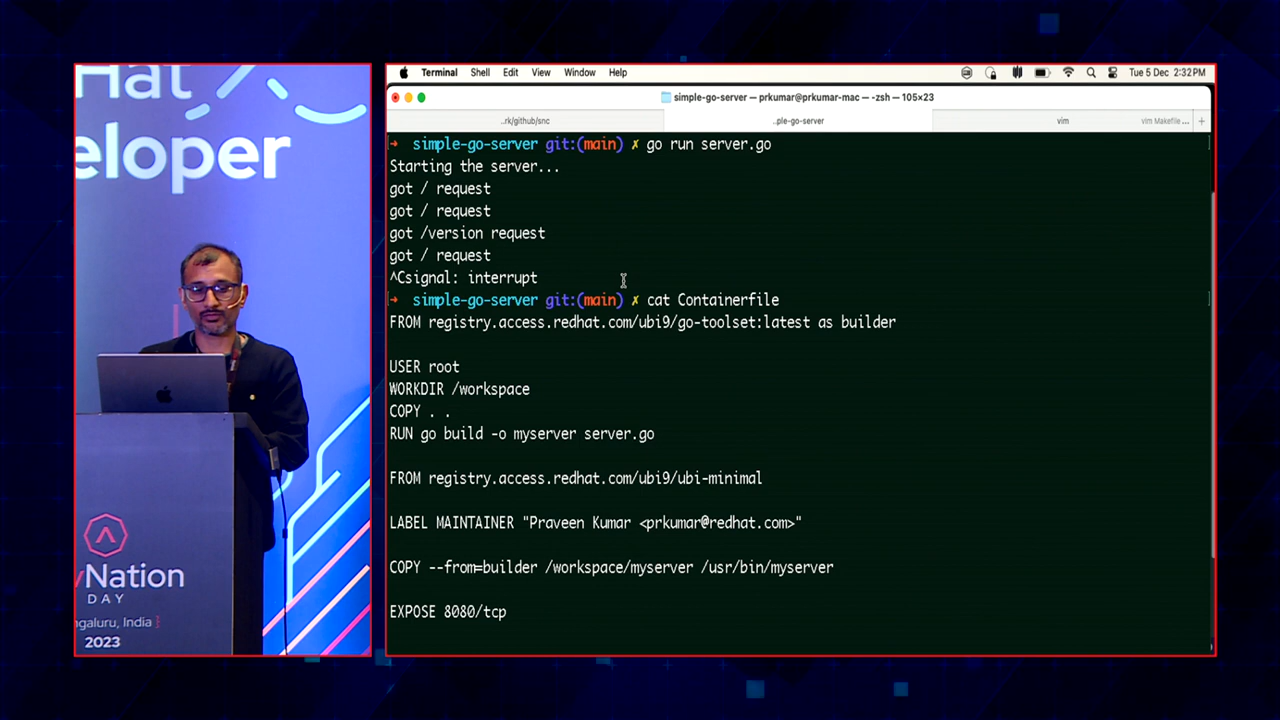 Hat
eloper
Nation
DAY
ngaluru, India
2023
Terminal Shell Edit View Window Help Tue 5 Dec 2:32 PM
simple-go-server — prkumar@prkumar-mac — -zsh — 105×23
..rk/github/snc ..ple-go-server vim vim Makefile ... +
→ simple-go-server git:(main) ✗ go run server.go
Starting the server...
got / request
got / request
got /version request
got / request
^Csignal: interrupt
→ simple-go-server git:(main) ✗ cat Containerfile
FROM registry.access.redhat.com/ubi9/go-toolset:latest as builder
USER root
WORKDIR /workspace
COPY . .
RUN go build -o myserver server.go
FROM registry.access.redhat.com/ubi9/ubi-minimal
LABEL MAINTAINER "Praveen Kumar <prkumar@redhat.com>"
COPY --from=builder /workspace/myserver /usr/bin/myserver
EXPOSE 8080/tcp